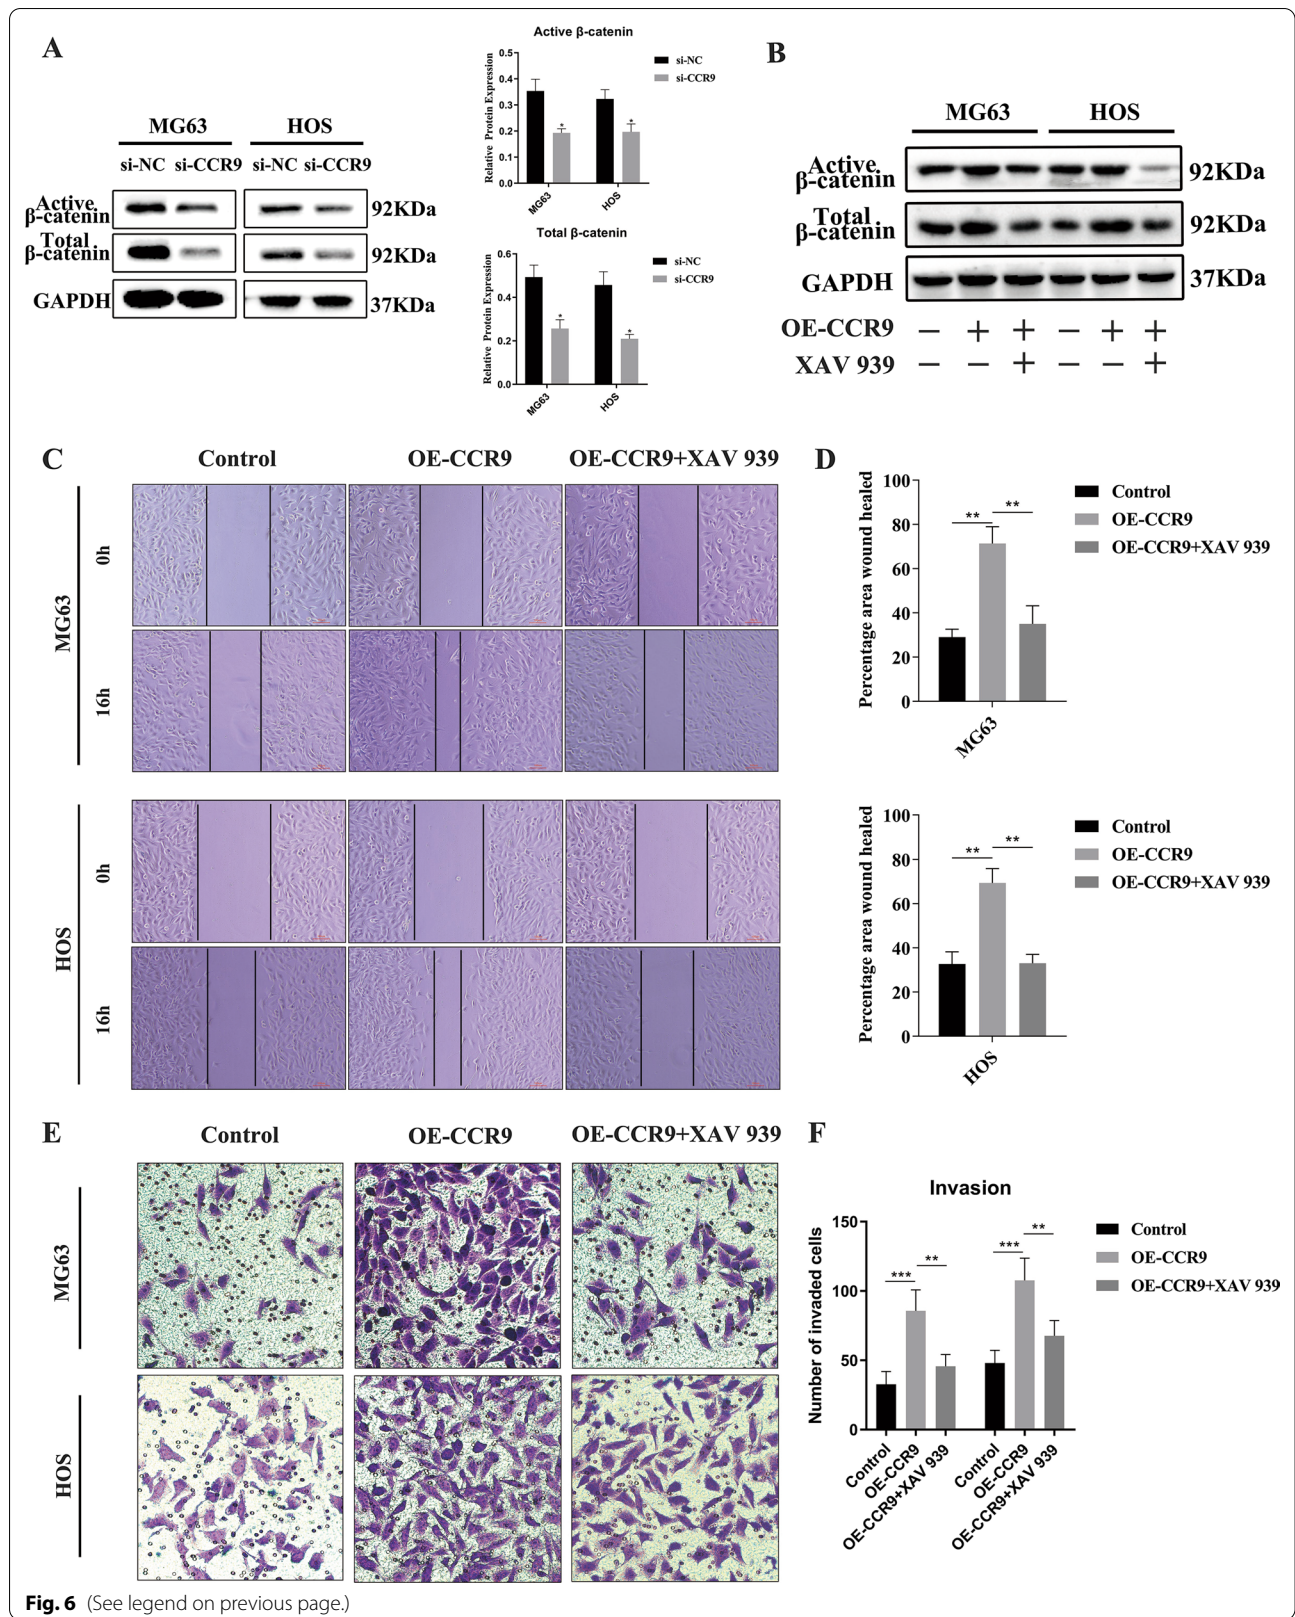 A
MG63 HOS
si-NC si-CCR9 si-NC si-CCR9
Active
β-catenin
92KDa
Total
β-catenin
92KDa
GAPDH
37KDa
Active β-catenin
Relative Protein Expression
0.5
0.4
0.3
0.2
0.1
0.0
* *
MG63 HOS
si-NC
si-CCR9
Total β-catenin
Relative Protein Expression
0.6
0.4
0.2
0.0
* *
MG63 HOS
si-NC
si-CCR9
B
MG63 HOS
Active
β-catenin
92KDa
Total
β-catenin
92KDa
GAPDH
37KDa
OE-CCR9 − + + − + +
XAV 939 − − + − − +
C
Control OE-CCR9 OE-CCR9+XAV 939
MG63
0h
16h
HOS
0h
16h
D
Percentage area wound healed
100
80
60
40
20
0
** **
MG63
Control
OE-CCR9
OE-CCR9+XAV 939
Percentage area wound healed
100
80
60
40
20
0
** **
HOS
Control
OE-CCR9
OE-CCR9+XAV 939
E
Control OE-CCR9 OE-CCR9+XAV 939
MG63
HOS
F
Invasion
Number of invaded cells
150
100
50
0
*** ** *** **
Control OE-CCR9 OE-CCR9+XAV 939 Control OE-CCR9 OE-CCR9+XAV 939
Control
OE-CCR9
OE-CCR9+XAV 939
Fig. 6 (See legend on previous page.)